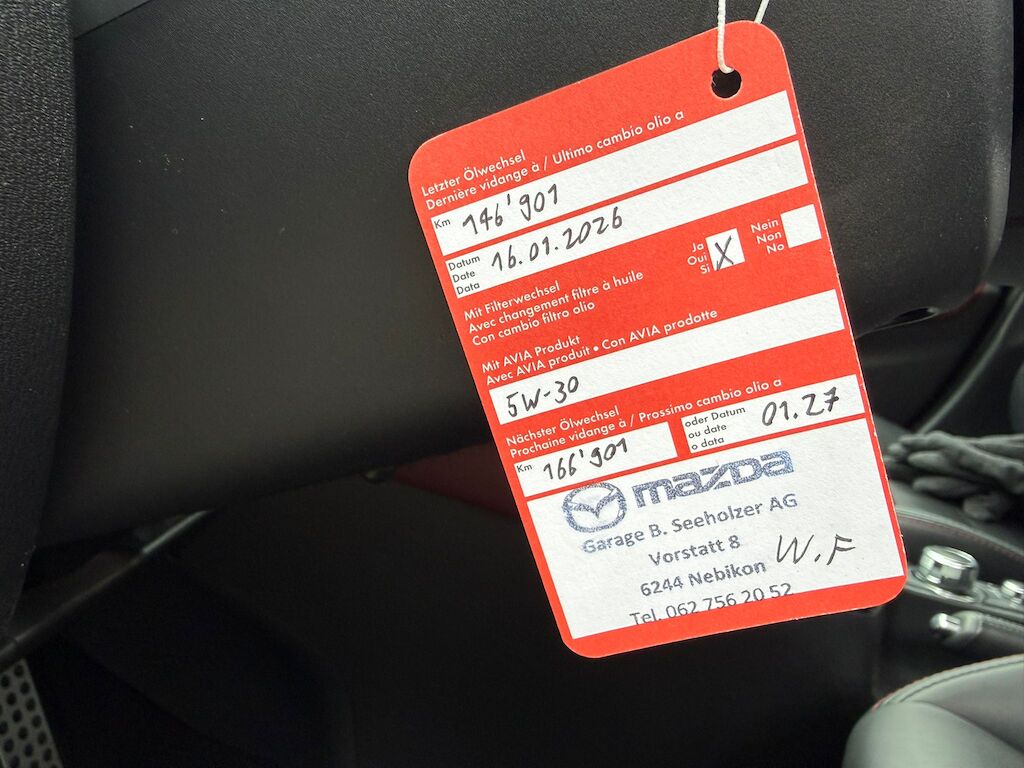 Letzter Ölwechsel
Dernière vidange à / Ultimo cambio olio a
Km 146'901
Datum
Date
Data
16.01.2026
Mit Filterwechsel
Avec changement filtre à huile
Con cambio filtro olio
Ja
Oui
Si
X
Nein
Non
No
Mit AVIA Produkt
Avec AVIA produit • Con AVIA prodotte
5W-30
Nächster Ölwechsel
Prochaine vidange à / Prossimo cambio olio a
Km 166'901
oder Datum
ou date
o data
01.27
mazda
Garage B. Seeholzer AG
Vorstatt 8
6244 Nebikon
W.F
Tel. 062 756 20 52